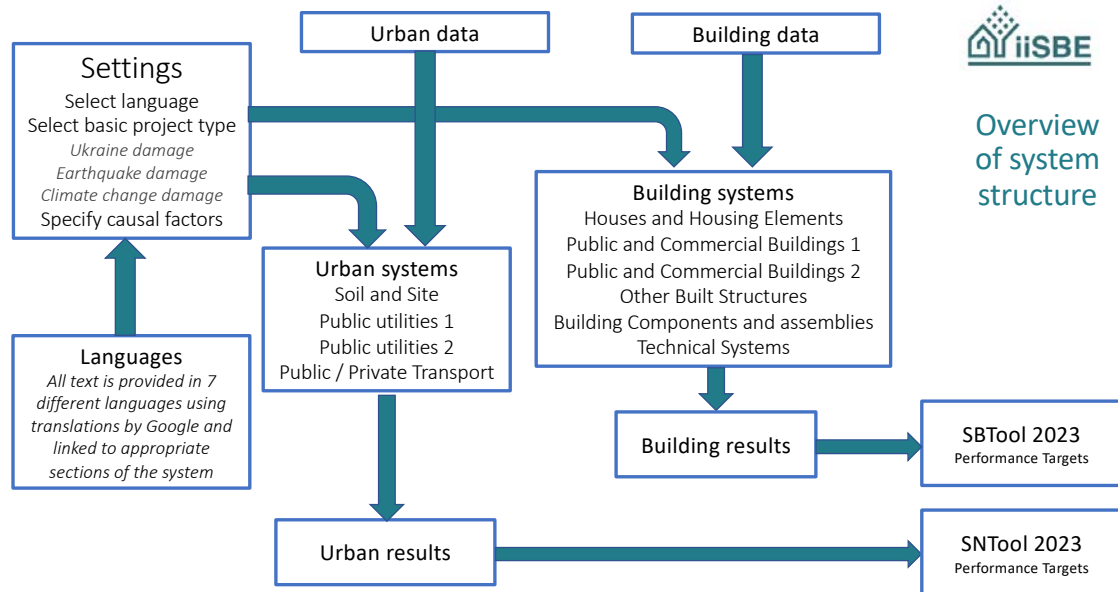 Urban data
Building data
iiSBE
Overview
of system
structure
Settings
Select language
Select basic project type
Ukraine damage
Earthquake damage
Climate change damage
Specify causal factors
Building systems
Houses and Housing Elements
Public and Commercial Buildings 1
Public and Commercial Buildings 2
Other Built Structures
Building Components and assemblies
Technical Systems
Urban systems
Soil and Site
Public utilities 1
Public utilities 2
Public / Private Transport
Languages
All text is provided in 7
different languages using
translations by Google and
linked to appropriate
sections of the system
Building results
SBTool 2023
Performance Targets
Urban results
SNTool 2023
Performance Targets